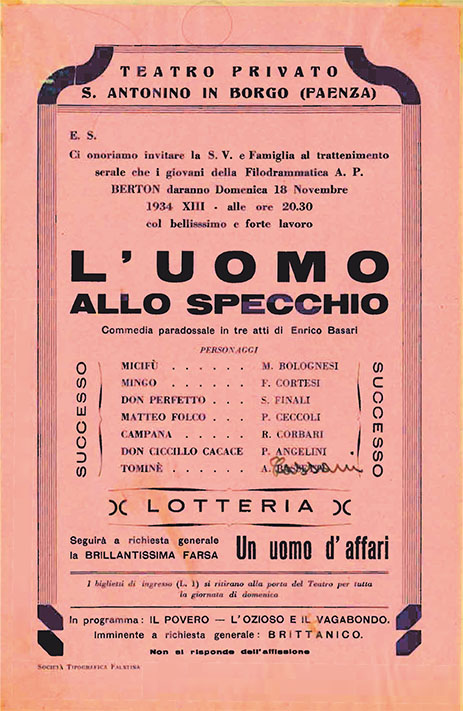 TEATRO PRIVATO
S. ANTONINO IN BORGO (FAENZA)
E. S.
Ci onoriamo invitare la S. V. e Famiglia al trattenimento
serale che i giovani della Filodrammatica A. P.
BERTON daranno Domenica 18 Novembre
1934 XIII - alle ore 20.30
col bellisssimo e forte lavoro
L'UOMO
ALLO SPECCHIO
Commedia paradossale in tre atti di Enrico Basari
PERSONAGGI
SUCCESSO
MICIFÙ . . . . . . M. BOLOGNESI
MINGO . . . . . . F. CORTESI
DON PERFETTO . . . S. FINALI
MATTEO FOLCO . . . P. CECCOLI
CAMPANA . . . . . R. CORBARI
DON CICCILLO CACACE P. ANGELINI
TOMINÈ . . . . . . A.
SUCCESSO
LOTTERIA
Seguirà a richiesta generale
la BRILLANTISSIMA FARSA Un uomo d'affari
I biglietti di ingresso (L. 1) si ritirano alla porta del Teatro per tutta
la giornata di domenica
In programma: IL POVERO — L'OZIOSO E IL VAGABONDO.
Imminente a richiesta generale: BRITTANICO.
Non si risponde dell'affissione
SOCIETÀ TIPOGRAFICA FAENTINA